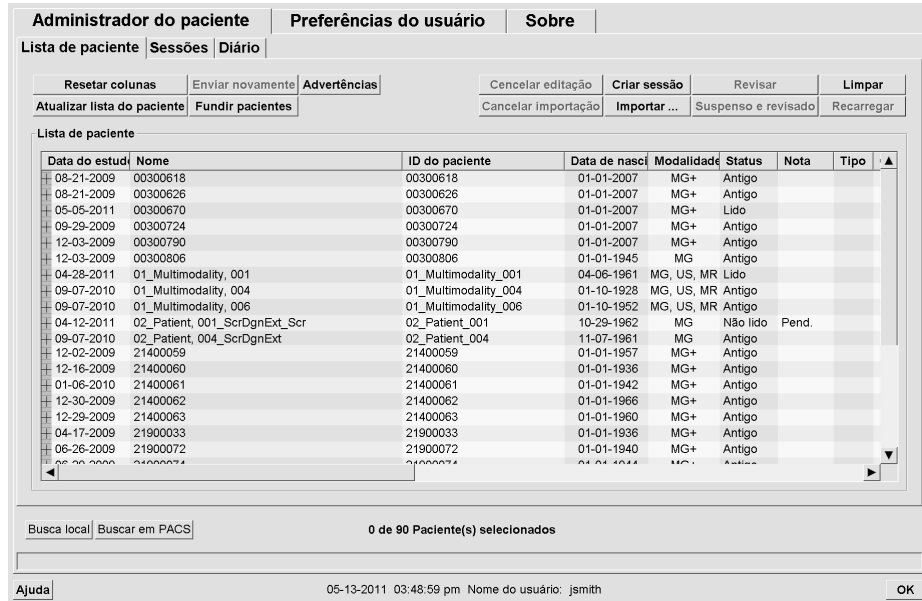 Administrador do paciente Preferências do usuário Sobre
Lista de paciente Sessões Diário
Resetar colunas Enviar novamente Advertências Cencelar editação Criar sessão Revisar Limpar
Atualizar lista do paciente Fundir pacientes Cancelar importação Importar ... Suspenso e revisado Recarregar
Lista de paciente
Data do estudo Nome ID do paciente Data de nasci Modalidade Status Nota Tipo
08-21-2009 00300618 00300618 01-01-2007 MG+ Antigo
08-21-2009 00300626 00300626 01-01-2007 MG+ Antigo
05-05-2011 00300670 00300670 01-01-2007 MG+ Lido
09-29-2009 00300724 00300724 01-01-2007 MG+ Antigo
12-03-2009 00300790 00300790 01-01-2007 MG+ Antigo
12-03-2009 00300806 00300806 01-01-1945 MG Antigo
04-28-2011 01_Multimodality, 001 01_Multimodality_001 04-06-1961 MG, US, MR Lido
09-07-2010 01_Multimodality, 004 01_Multimodality_004 01-10-1928 MG, US, MR Antigo
09-07-2010 01_Multimodality, 006 01_Multimodality_006 01-10-1952 MG, US, MR Antigo
04-12-2011 02_Patient, 001_ScrDgnExt_Scr 02_Patient_001 10-29-1962 MG Não lido Pend.
09-07-2010 02_Patient, 004_ScrDgnExt 02_Patient_004 11-07-1961 MG Antigo
12-02-2009 21400059 21400059 01-01-1957 MG+ Antigo
12-16-2009 21400060 21400060 01-01-1936 MG+ Antigo
01-06-2010 21400061 21400061 01-01-1942 MG+ Antigo
12-30-2009 21400062 21400062 01-01-1966 MG+ Antigo
12-29-2009 21400063 21400063 01-01-1960 MG+ Antigo
04-17-2009 21900033 21900033 01-01-1936 MG+ Antigo
06-26-2009 21900072 21900072 01-01-1940 MG+ Antigo
Busca local Buscar em PACS 0 de 90 Paciente(s) selecionados
Ajuda 05-13-2011 03:48:59 pm Nome do usuário: jsmith OK